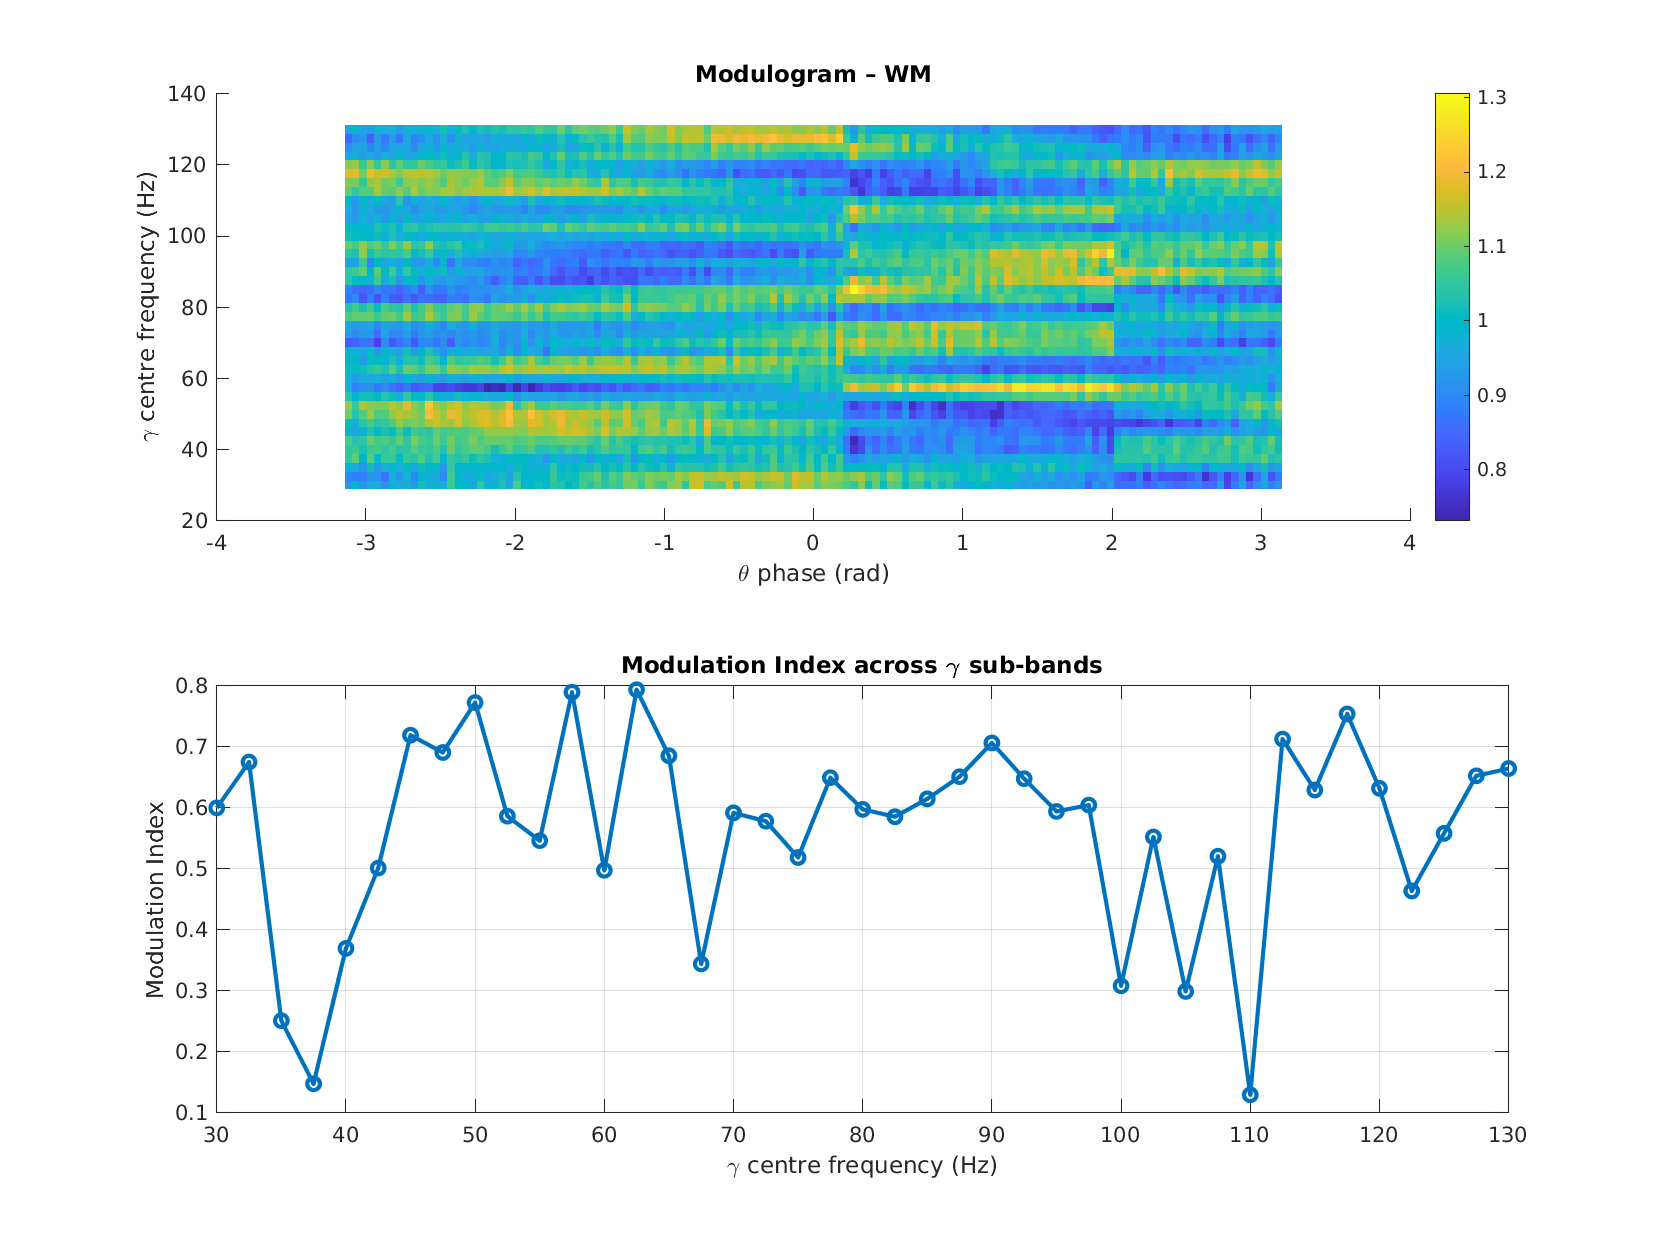 Modulogram – WM
140
120
100
80
60
40
20
γ centre frequency (Hz)
-4 -3 -2 -1 0 1 2 3 4
θ phase (rad)
1.3
1.2
1.1
1
0.9
0.8
Modulation Index across γ sub-bands
0.8
0.7
0.6
0.5
0.4
0.3
0.2
0.1
Modulation Index
30 40 50 60 70 80 90 100 110 120 130
γ centre frequency (Hz)